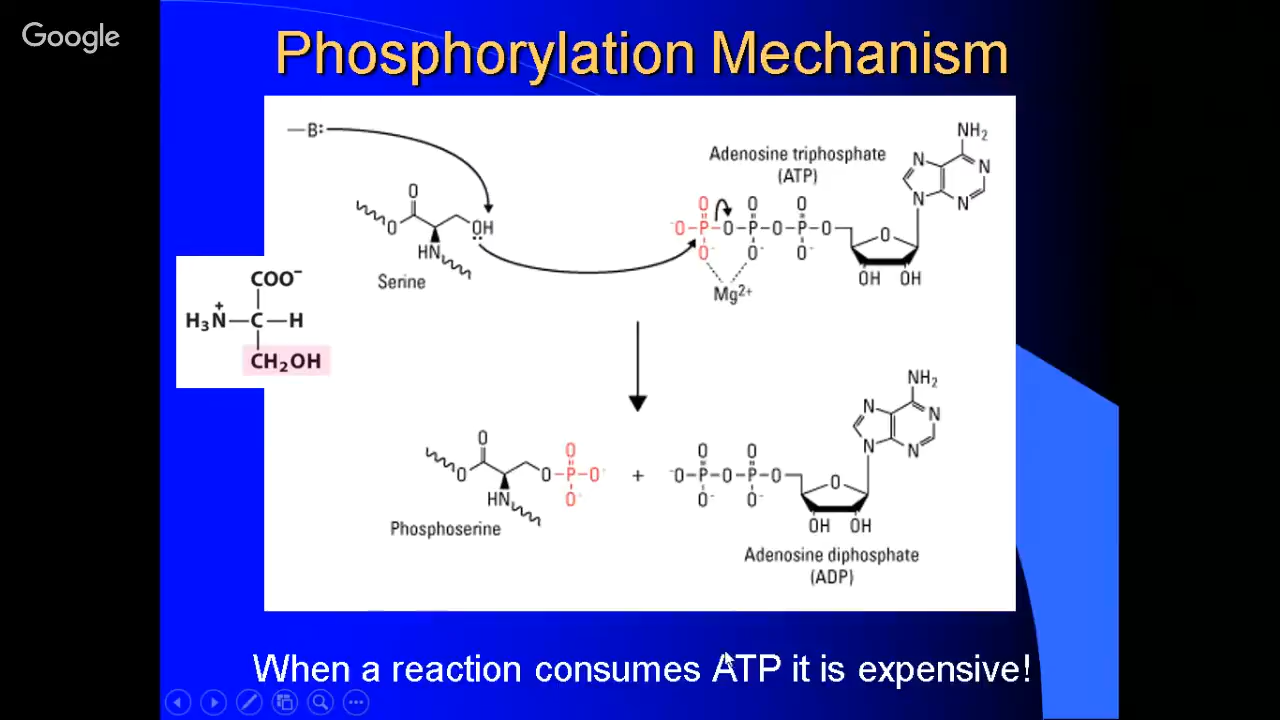 Google
Phosphorylation Mechanism
—B:
NH₂
Adenosine triphosphate
(ATP)
N N
N N
O O O O
O OH ⁻O P O P O P O O
HN O⁻ O⁻ O⁻
Serine
OH OH
Mg²⁺
COO⁻
H₃N⁺—C—H
CH₂OH
NH₂
N N
N N
O O O O
O O P O⁻ + ⁻O P O P O O
HN O⁻ O⁻ O⁻
OH OH
Phosphoserine
Adenosine diphosphate
(ADP)
When a reaction consumes ATP it is expensive!